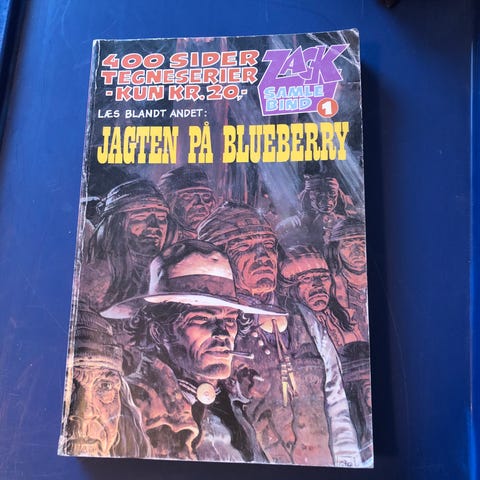 400 SIDER
TEGNESERIER
- KUN KR. 20,-
ZACK
SAMLE
BIND 1
LÆS BLANDT ANDET:
JAGTEN PÅ BLUEBERRY